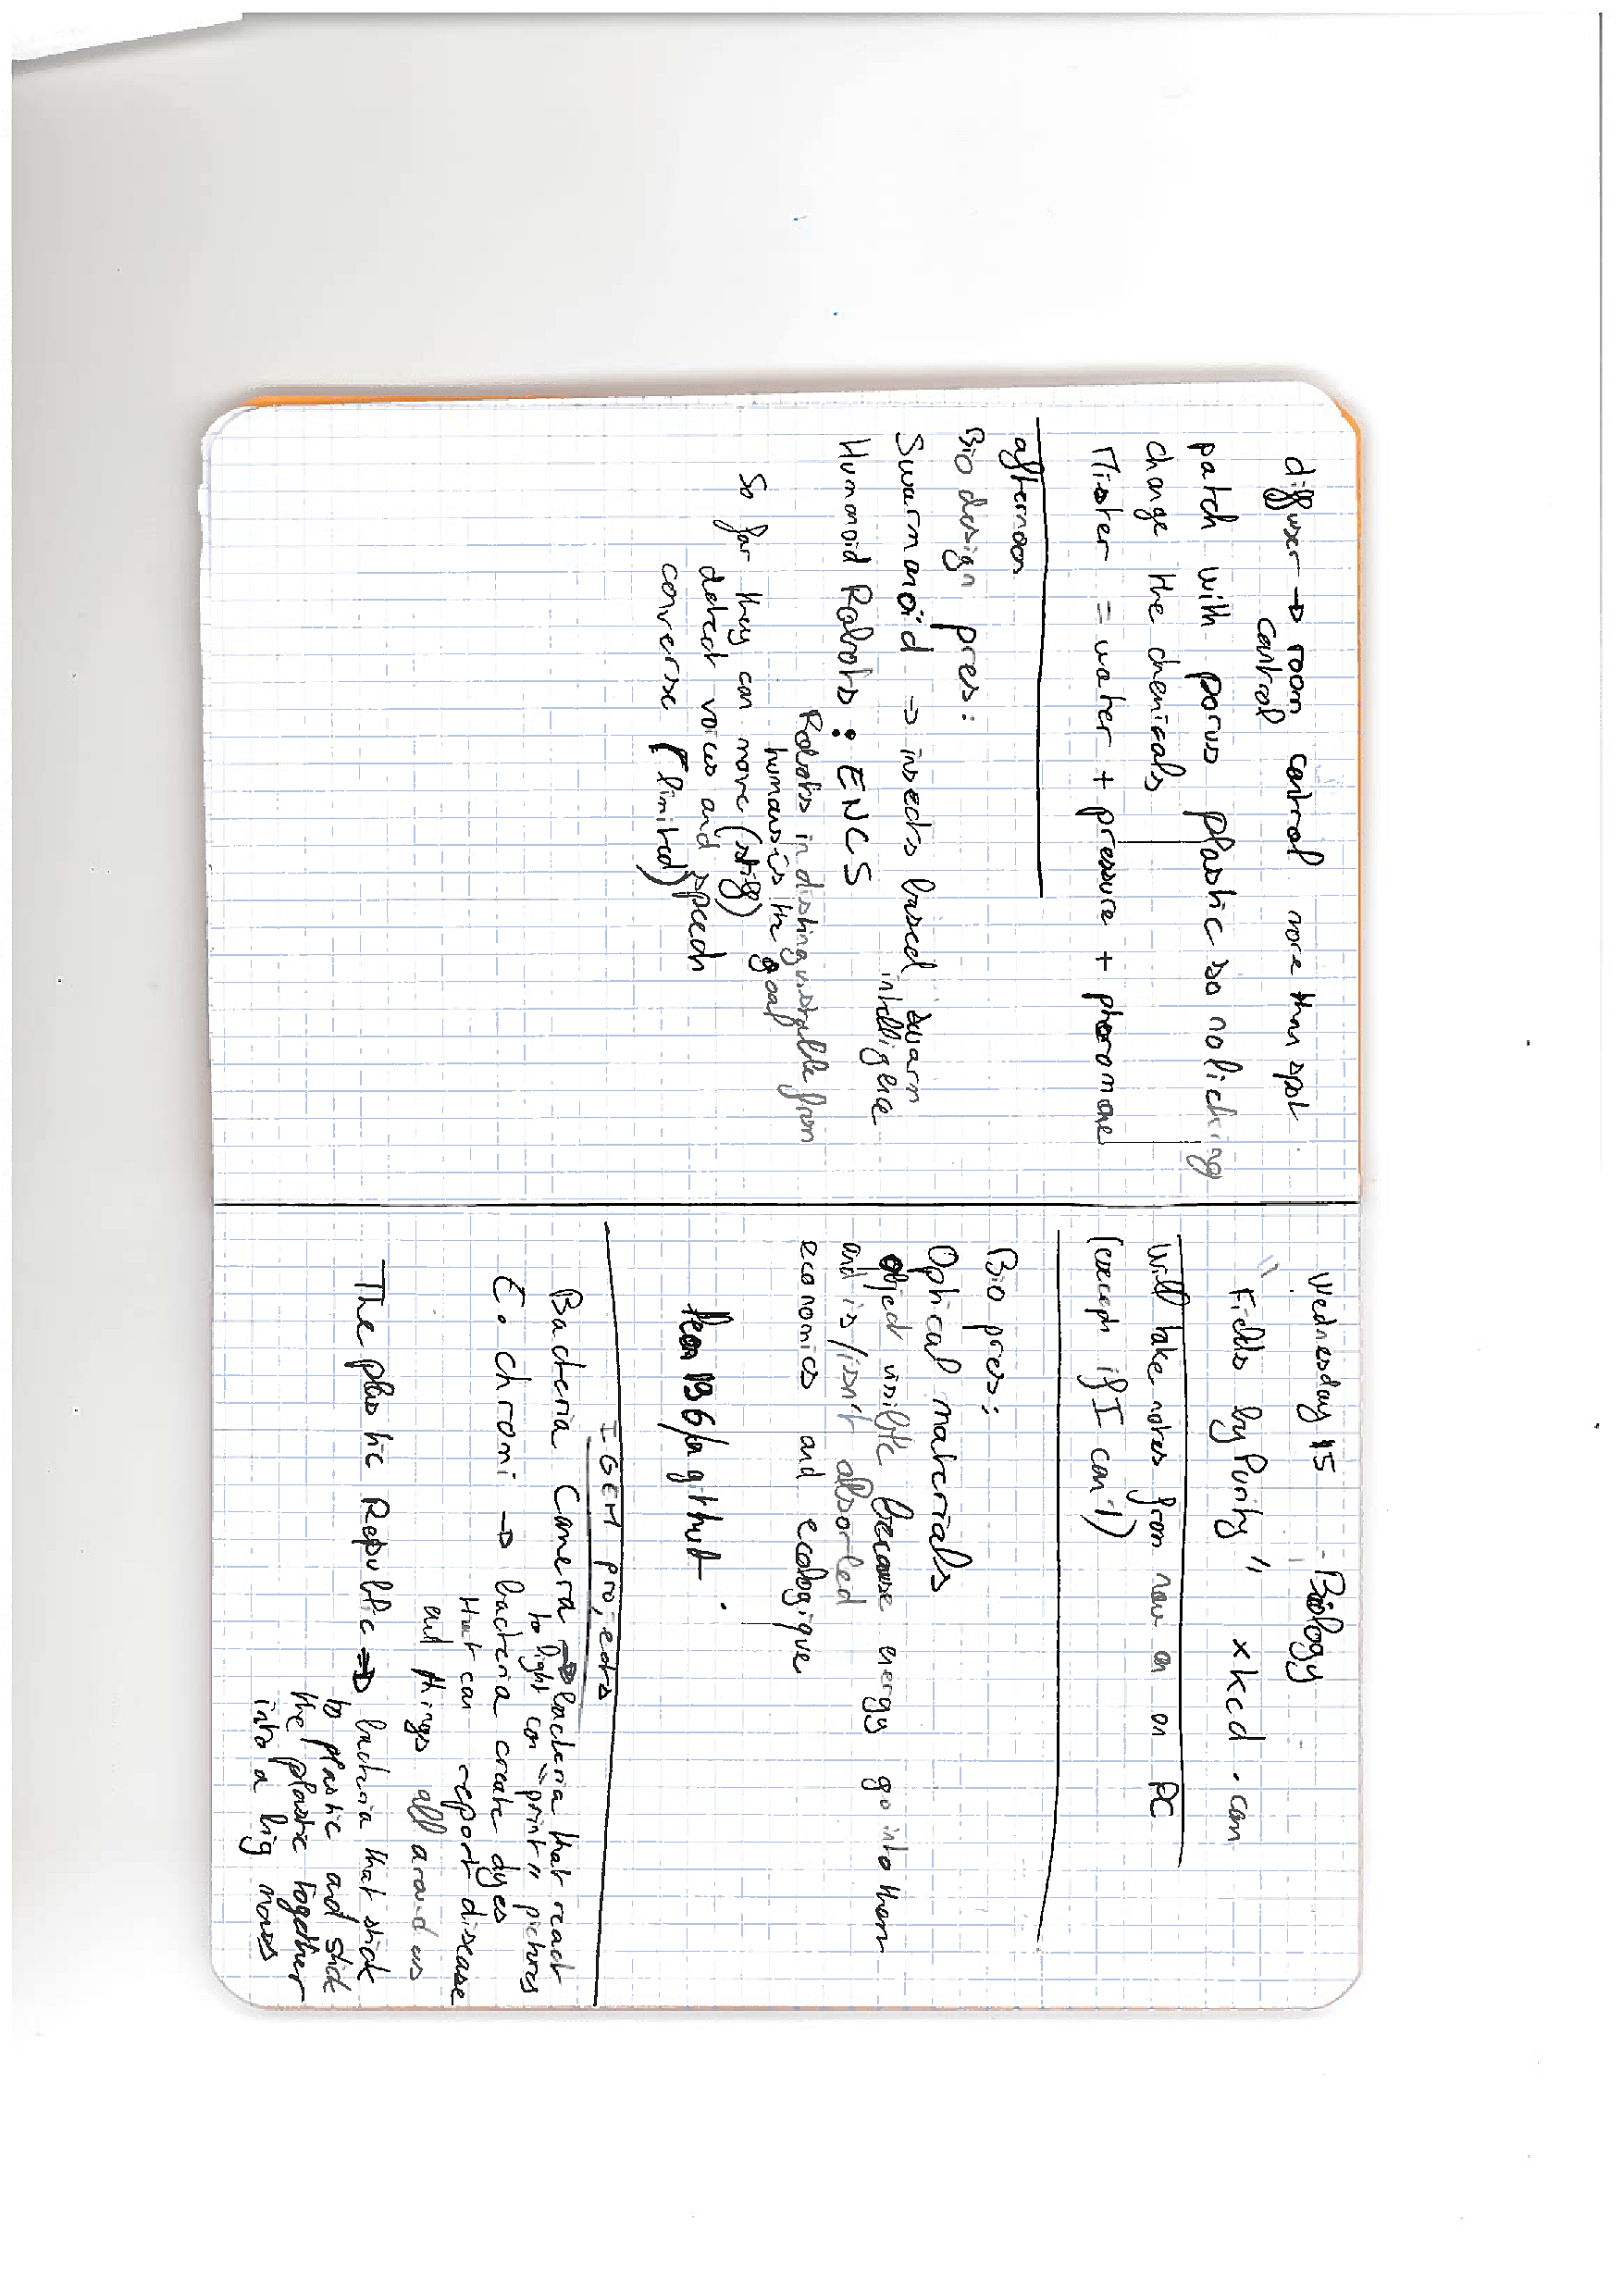 diffuser → room control more than spot
control
patch with porus plastic so no licking
change the chemicals
Mister = water + pressure + pheromone
afternoon
Bio design pres:
Swarmanoid → insects based swarm
intelligence
Humanoid Robots : ENCS
Robots indistinguishable from
humans is the goal
So far they can move (stiff)
detect voices and speech
converse (limited)
Wednesday 15 - Biology
"Fields by Purity" xkcd.com
Will take notes from now on on PC
(except if I can't)
Bio pres:
Optical materials
Object visible because energy go into them
and is/isn't absorbed
economics and ecologique
github.
IGEM projects
Bacteria Camera → bacteria that react
to light can "print" pictures
E. chromi → bacteria create dyes
that can report disease
and things all around us
The plastic Republic → bacteria that stick
to plastic and stick
the plastic together
into a big mass